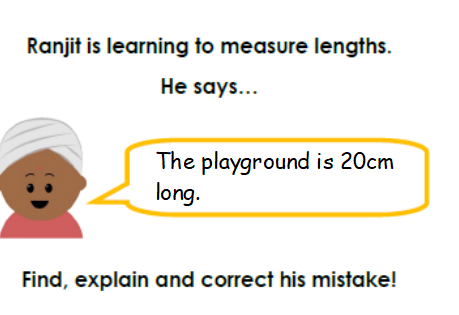 Ranjit is learning to measure lengths.
He says…
The playground is 20cm
long.
Find, explain and correct his mistake!